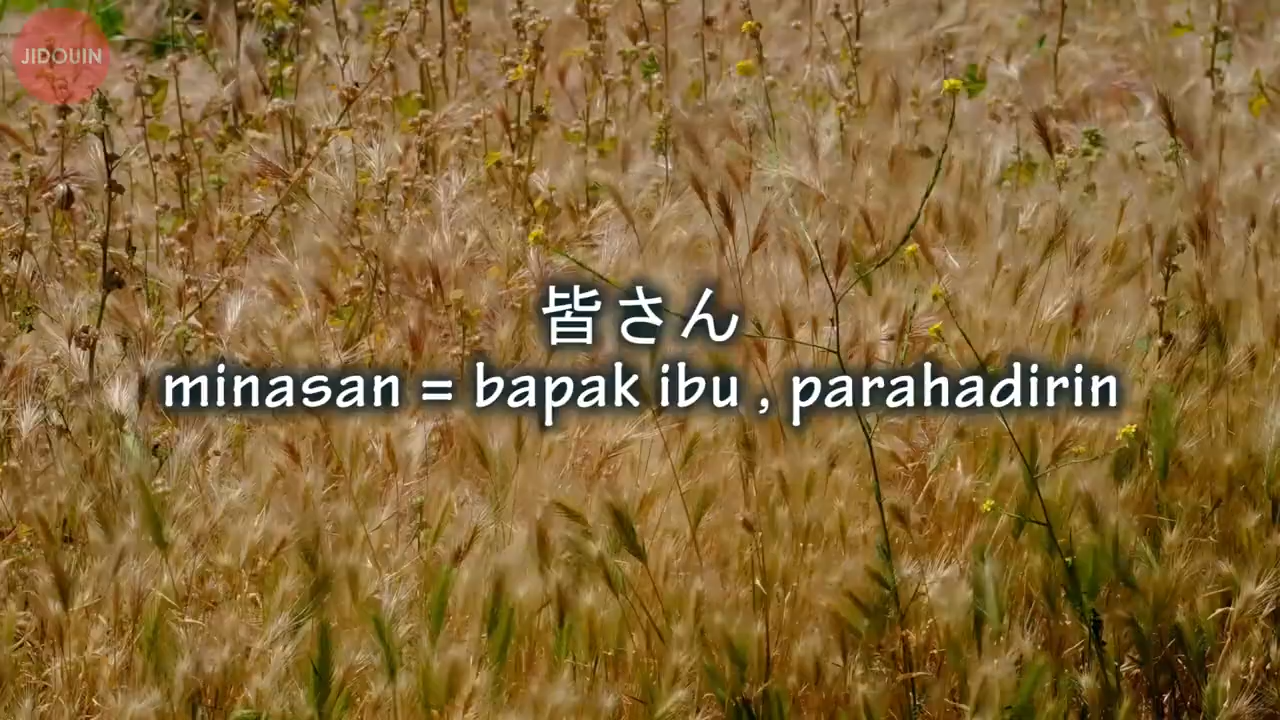 JIDOUIN
皆さん
minasan = bapak ibu , parahadirin